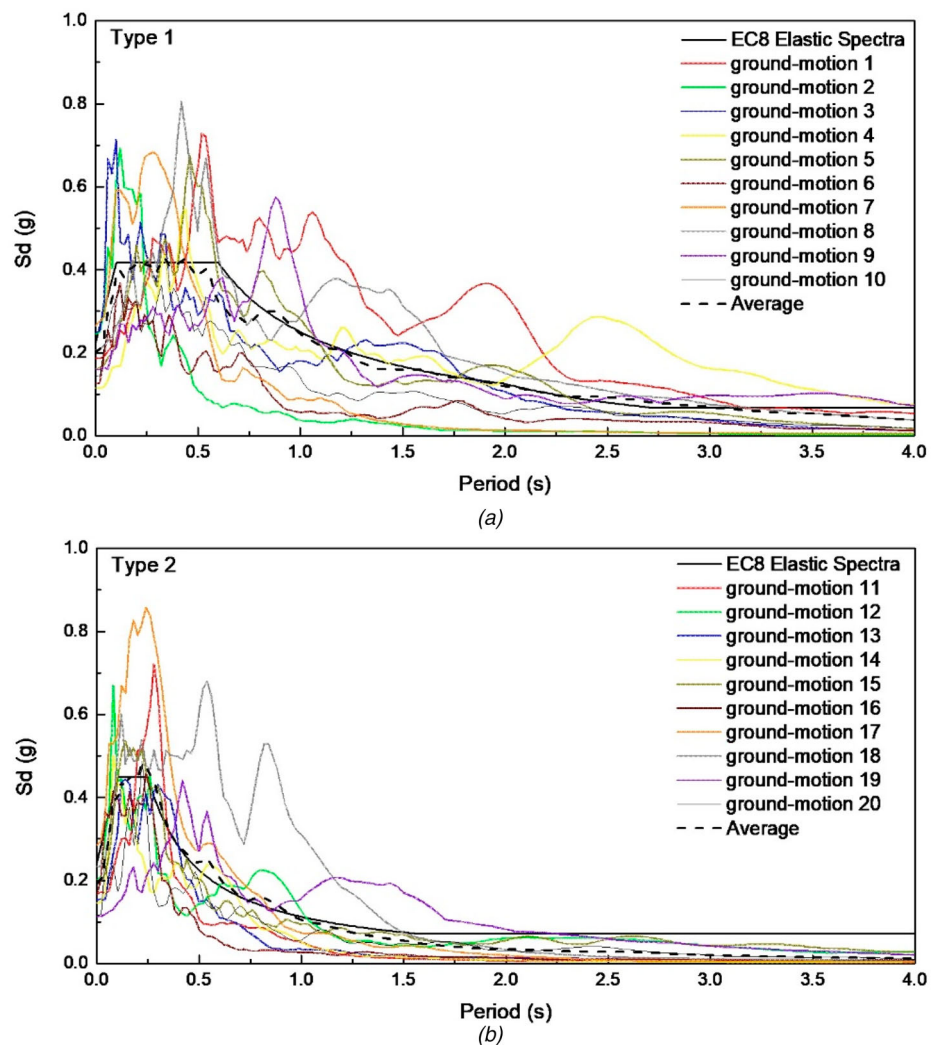 1.0
Type 1
EC8 Elastic Spectra
ground-motion 1
ground-motion 2
ground-motion 3
ground-motion 4
ground-motion 5
ground-motion 6
ground-motion 7
ground-motion 8
ground-motion 9
ground-motion 10
Average
0.8
0.6
Sd (g)
0.4
0.2
0.0
0.0 0.5 1.0 1.5 2.0 2.5 3.0 3.5 4.0
Period (s)
(a)
1.0
Type 2
EC8 Elastic Spectra
ground-motion 11
ground-motion 12
ground-motion 13
ground-motion 14
ground-motion 15
ground-motion 16
ground-motion 17
ground-motion 18
ground-motion 19
ground-motion 20
Average
0.8
0.6
Sd (g)
0.4
0.2
0.0
0.0 0.5 1.0 1.5 2.0 2.5 3.0 3.5 4.0
Period (s)
(b)